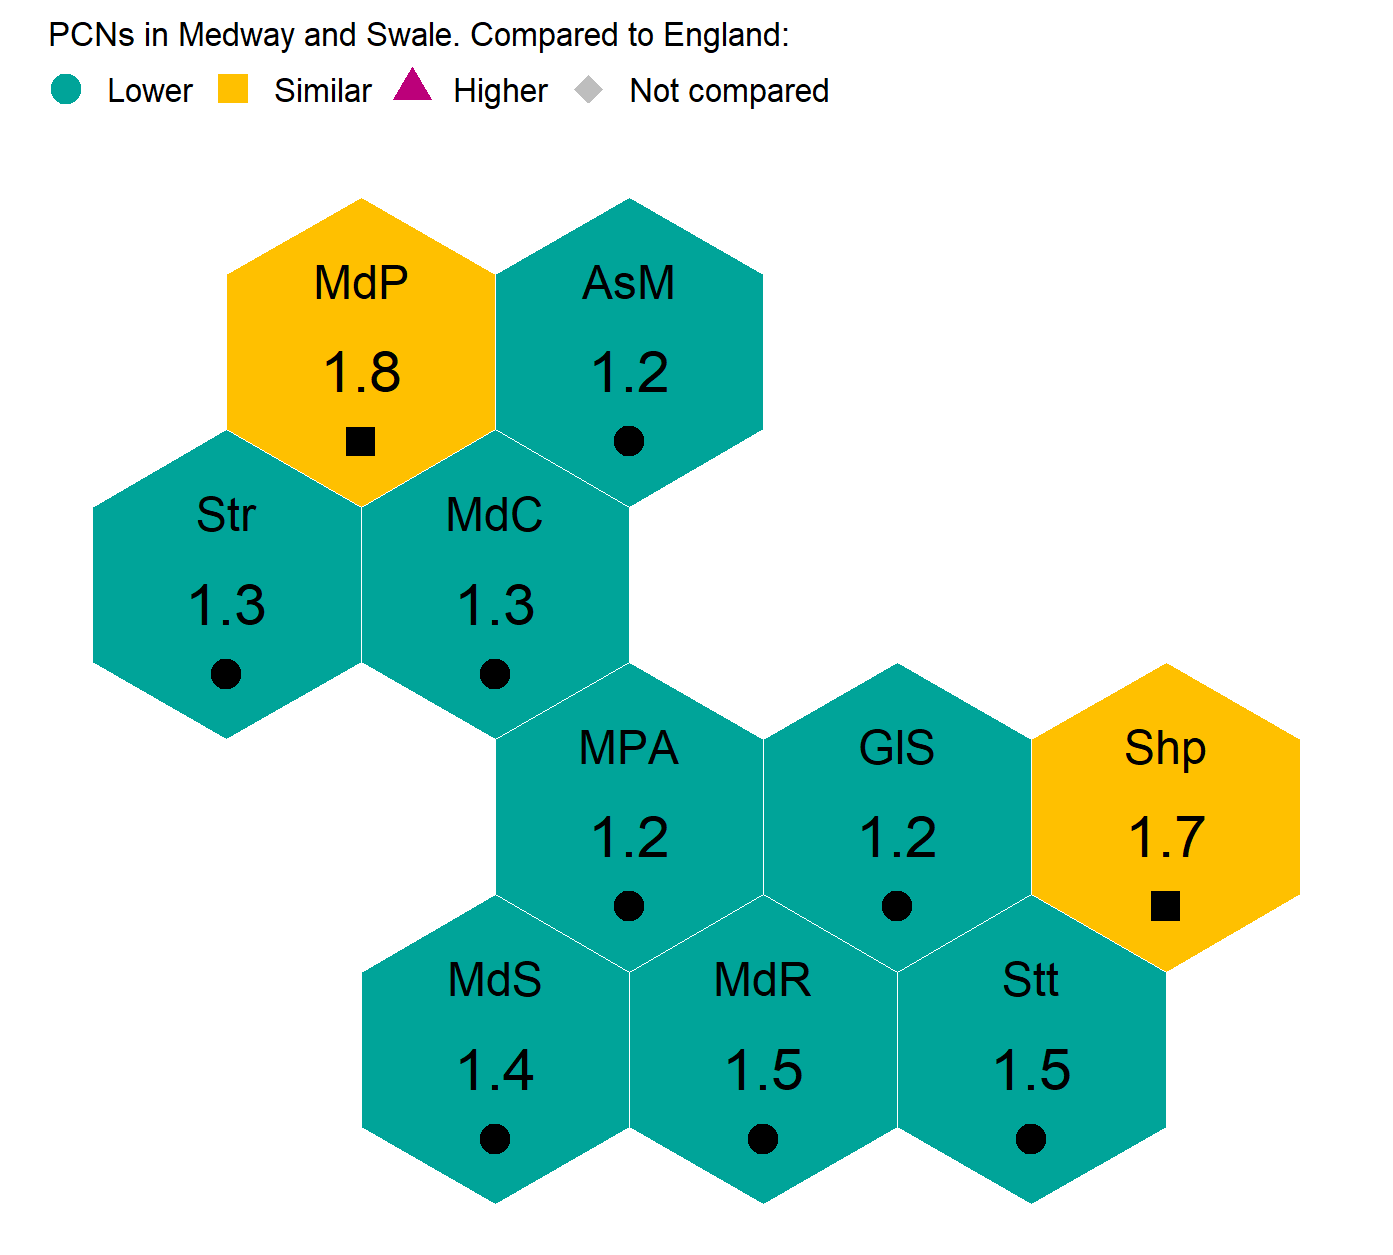 PCNs in Medway and Swale. Compared to England:
Lower Similar Higher Not compared
MdP AsM
1.8 1.2
Str MdC
1.3 1.3
MPA GlS Shp
1.2 1.2 1.7
MdS MdR Stt
1.4 1.5 1.5